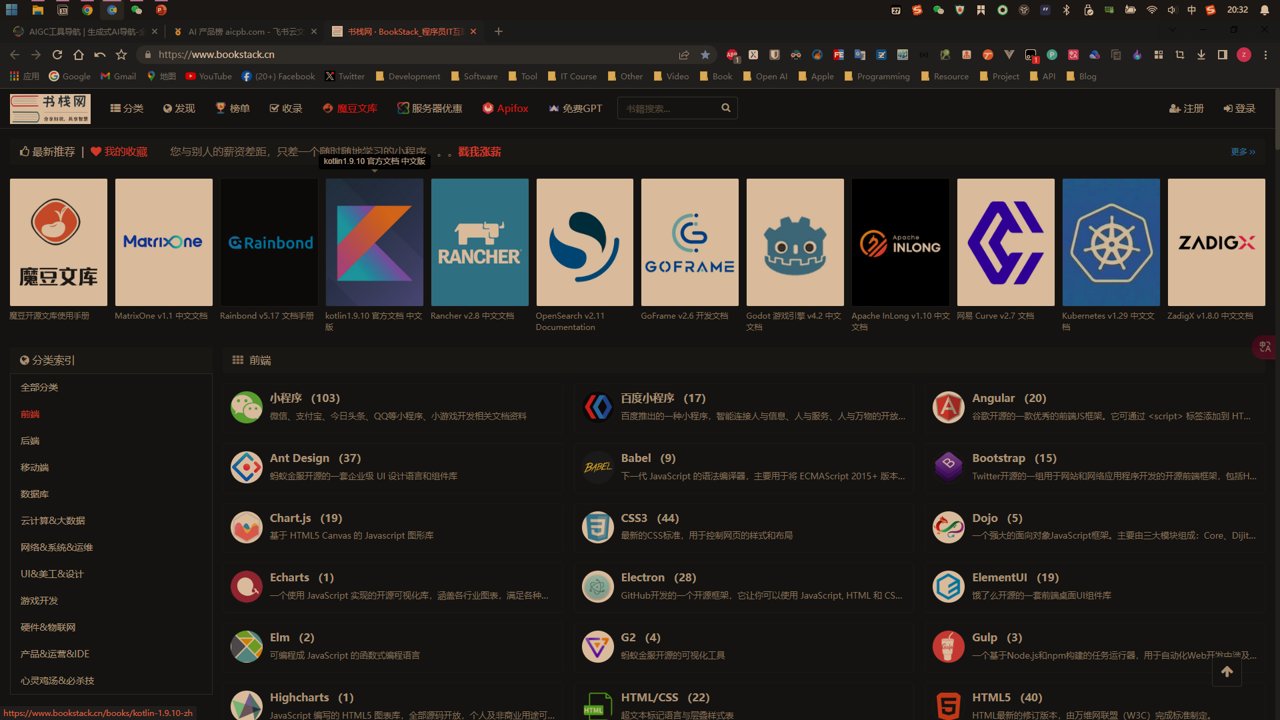 20:32
AIGC工具导航 | 生成式AI导航-全
AI 产品榜 aicpb.com - 飞书云文
书栈网 · BookStack_程序员IT互
https://www.bookstack.cn
应用
Google
Gmail
地图
YouTube
(20+) Facebook
Twitter
Development
Software
Tool
IT Course
Other
Video
Book
Open AI
Apple
Programming
Resource
Project
API
Blog
书栈网
分享知识，共享智慧
分类
发现
榜单
收录
魔豆文库
服务器优惠
Apifox
免费GPT
书籍搜索...
注册
登录
最新推荐 | 我的收藏
您与别人的薪资差距，只差一个随时随地学习的小程序 。。戳我涨薪
更多 »
kotlin1.9.10 官方文档 中文版
魔豆文库
MATRIXONE
Rainbond
RANCHER
GOFRAME
Apache INLONG
ZADIGX
魔豆开源文库使用手册
MatrixOne v1.1 中文文档
Rainbond v5.17 文档手册
kotlin1.9.10 官方文档 中文版
Rancher v2.8 中文文档
OpenSearch v2.11 Documentation
GoFrame v2.6 开发文档
Godot 游戏引擎 v4.2 中文文档
Apache InLong v1.10 中文文档
网易 Curve v2.7 文档
Kubernetes v1.29 中文文档
ZadigX v1.8.0 中文文档
分类索引
全部分类
前端
后端
移动端
数据库
云计算&大数据
网络&系统&运维
UI&美工&设计
游戏开发
硬件&物联网
产品&运营&IDE
心灵鸡汤&必杀技
前端
小程序 （103）
微信、支付宝、今日头条、QQ等小程序、小游戏开发相关文档资料
百度小程序 （17）
百度推出的一种小程序，智能连接人与信息、人与服务、人与万物的开放...
Angular （20）
谷歌开源的一款优秀的前端JS框架。它可通过 <script> 标签添加到 HT...
Ant Design （37）
蚂蚁金服开源的一套企业级 UI 设计语言和组件库
Babel （9）
下一代 JavaScript 的语法编译器，主要用于将 ECMAScript 2015+ 版本...
Bootstrap （15）
Twitter开源的一组用于网站和网络应用程序开发的开源前端框架，包括H...
Chart.js （19）
基于 HTML5 Canvas 的 Javascript 图形库
CSS3 （44）
最新的CSS标准，用于控制网页的样式和布局
Dojo （5）
一个强大的面向对象JavaScript框架。主要由三大模块组成：Core、Dijit...
Echarts （1）
一个使用 JavaScript 实现的开源可视化库，涵盖各行业图表，满足各种...
Electron （28）
GitHub开发的一个开源框架，它让你可以使用 JavaScript, HTML 和 CS...
ElementUI （19）
饿了么开源的一套前端桌面UI组件库
Elm （2）
可编程成 JavaScript 的函数式编程语言
G2 （4）
蚂蚁金服开源的可视化工具
Gulp （3）
一个基于Node.js和npm构建的任务运行器，用于自动化Web开发中涉及...
Highcharts （1）
JavaScript 编写的 HTML5 图表库，全部源码开放，个人及非商业用途可...
HTML/CSS （22）
超文本标记语言与层叠样式表
HTML5 （40）
HTML最新的修订版本，由万维网联盟（W3C）完成标准制定。
https://www.bookstack.cn/books/kotlin-1.9.10-zh